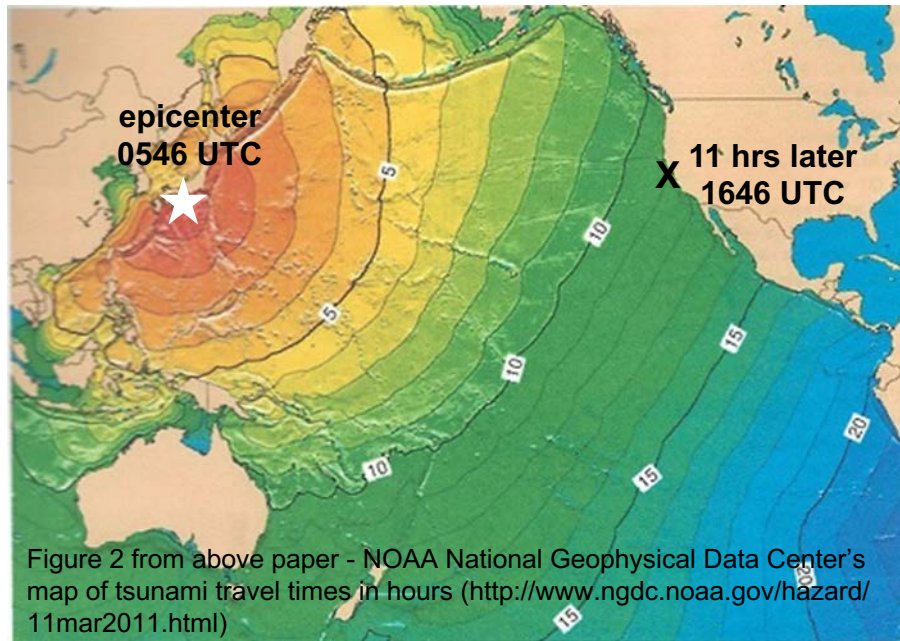 epicenter
0546 UTC
X 11 hrs later
1646 UTC
5
10
5
15
10
20
10
15
20
15
Figure 2 from above paper - NOAA National Geophysical Data Center's
map of tsunami travel times in hours (http://www.ngdc.noaa.gov/hazard/
11mar2011.html)